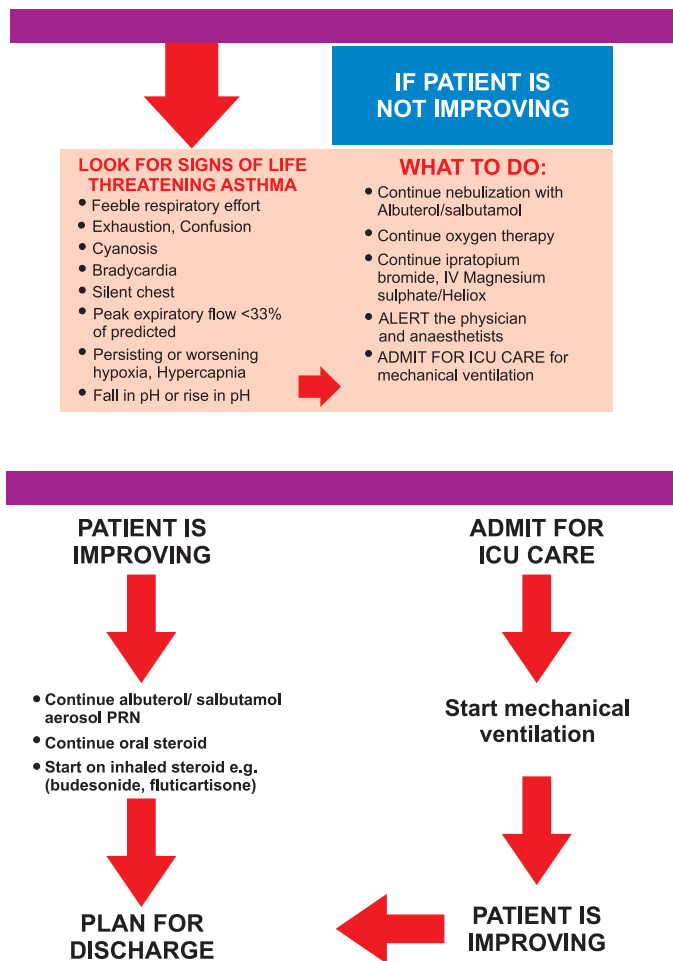 IF PATIENT IS
NOT IMPROVING
LOOK FOR SIGNS OF LIFE
THREATENING ASTHMA
• Feeble respiratory effort
• Exhaustion, Confusion
• Cyanosis
• Bradycardia
• Silent chest
• Peak expiratory flow <33%
of predicted
• Persisting or worsening
hypoxia, Hypercapnia
• Fall in pH or rise in pH
WHAT TO DO:
• Continue nebulization with
Albuterol/salbutamol
• Continue oxygen therapy
• Continue ipratopium
bromide, IV Magnesium
sulphate/Heliox
• ALERT the physician
and anaesthetists
• ADMIT FOR ICU CARE for
mechanical ventilation
PATIENT IS
IMPROVING
• Continue albuterol/ salbutamol
aerosol PRN
• Continue oral steroid
• Start on inhaled steroid e.g.
(budesonide, fluticartisone)
PLAN FOR
DISCHARGE
ADMIT FOR
ICU CARE
Start mechanical
ventilation
PATIENT IS
IMPROVING